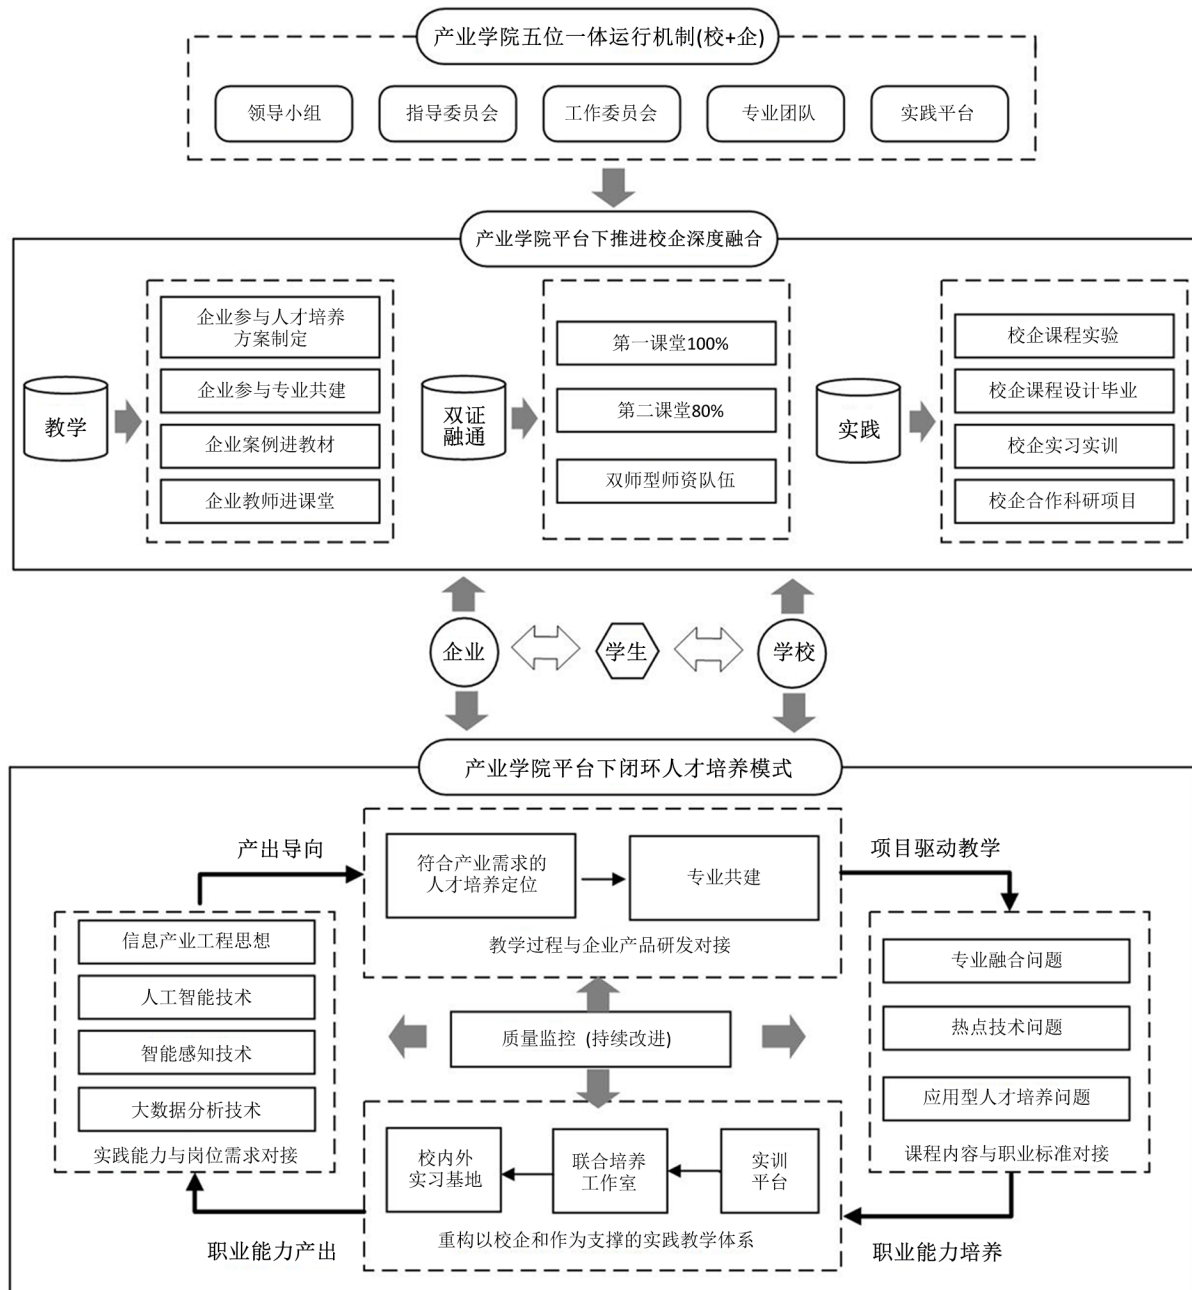 产业学院五位一体运行机制(校+企)
领导小组
指导委员会
工作委员会
专业团队
实践平台
产业学院平台下推进校企深度融合
教学
企业参与人才培养
方案制定
企业参与专业共建
企业案例进教材
企业教师进课堂
双证
融通
第一课堂100%
第二课堂80%
双师型师资队伍
实践
校企课程实验
校企课程设计毕业
校企实习实训
校企合作科研项目
企业
学生
学校
产业学院平台下闭环人才培养模式
产出导向
符合产业需求的
人才培养定位
专业共建
教学过程与企业产品研发对接
项目驱动教学
信息产业工程思想
人工智能技术
智能感知技术
大数据分析技术
实践能力与岗位需求对接
质量监控 (持续改进)
专业融合问题
热点技术问题
应用型人才培养问题
课程内容与职业标准对接
校内外
实习基地
联合培养
工作室
实训
平台
重构以校企和作为支撑的实践教学体系
职业能力产出
职业能力培养